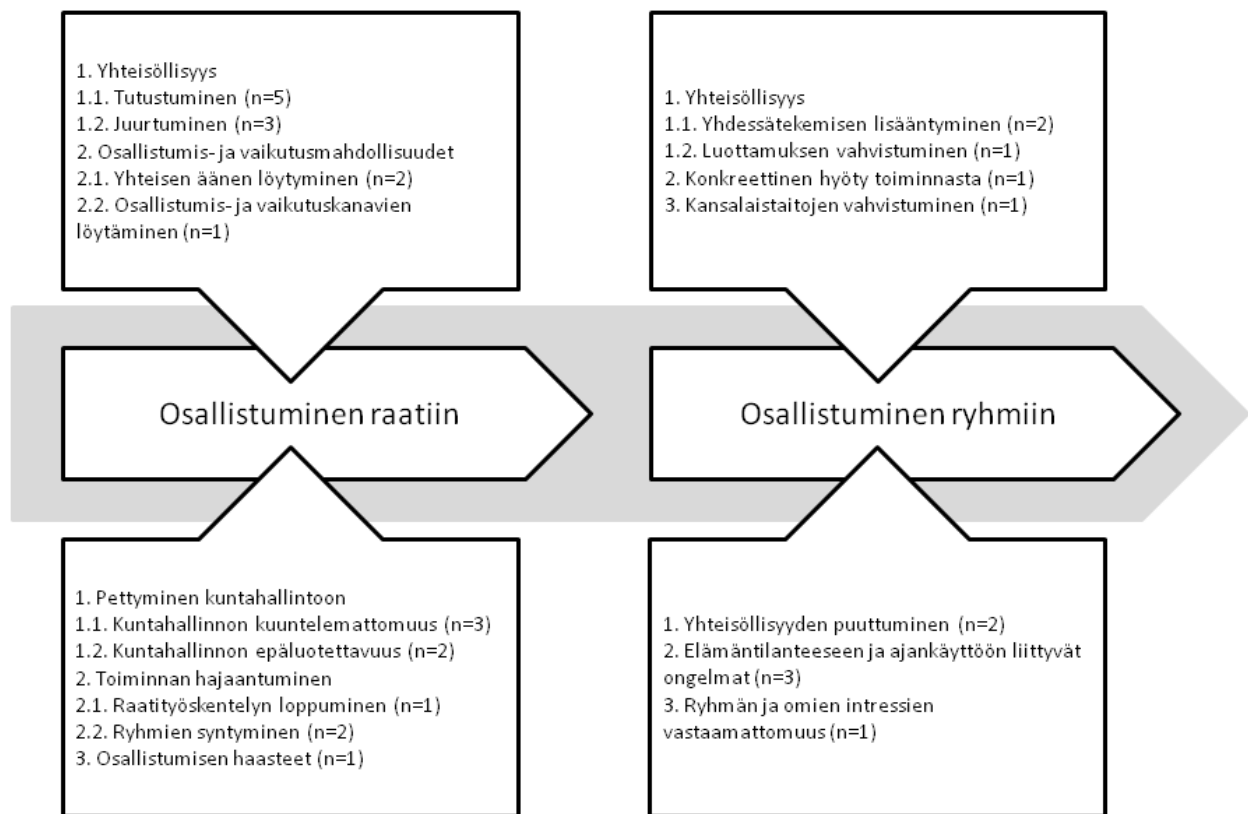 1. Yhteisöllisyys
1.1. Tutustuminen (n=5)
1.2. Juurtuminen (n=3)
2. Osallistumis- ja vaikutusmahdollisuudet
2.1. Yhteisen äänen löytyminen (n=2)
2.2. Osallistumis- ja vaikutuskanavien
löytäminen (n=1)
1. Yhteisöllisyys
1.1. Yhdessätekemisen lisääntyminen (n=2)
1.2. Luottamuksen vahvistuminen (n=1)
2. Konkreettinen hyöty toiminnasta (n=1)
3. Kansalaistaitojen vahvistuminen (n=1)
Osallistuminen raatiin
Osallistuminen ryhmiin
1. Pettyminen kuntahallintoon
1.1. Kuntahallinnon kuuntelemattomuus (n=3)
1.2. Kuntahallinnon epäluotettavuus (n=2)
2. Toiminnan hajaantuminen
2.1. Raatityöskentelyn loppuminen (n=1)
2.2. Ryhmien syntyminen (n=2)
3. Osallistumisen haasteet (n=1)
1. Yhteisöllisyyden puuttuminen (n=2)
2. Elämäntilanteeseen ja ajankäyttöön liittyvät
ongelmat (n=3)
3. Ryhmän ja omien intressien
vastaamattomuus (n=1)